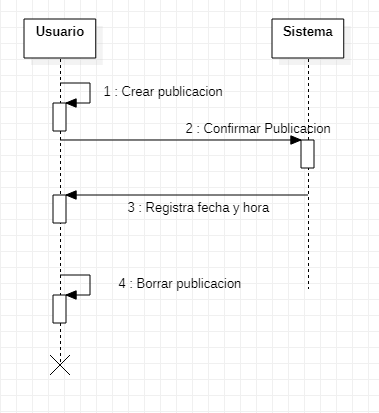 Usuario
Sistema
1 : Crear publicacion
2 : Confirmar Publicacion
3 : Registra fecha y hora
4 : Borrar publicacion